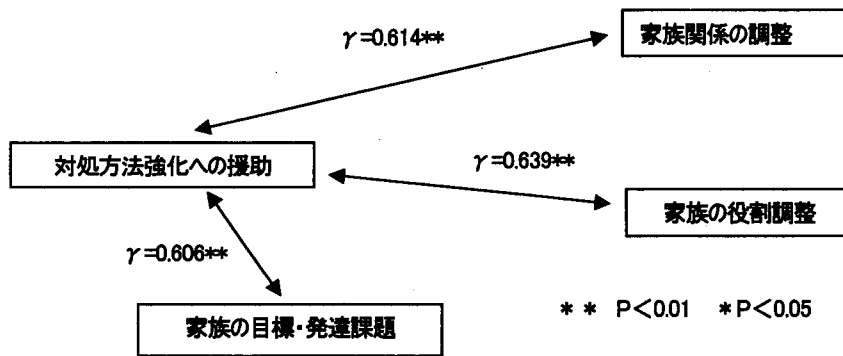 γ=0.614**
家族関係の調整
対処方法強化への援助
γ=0.639**
家族の役割調整
γ=0.606**
家族の目標・発達課題
** P<0.01 *P<0.05